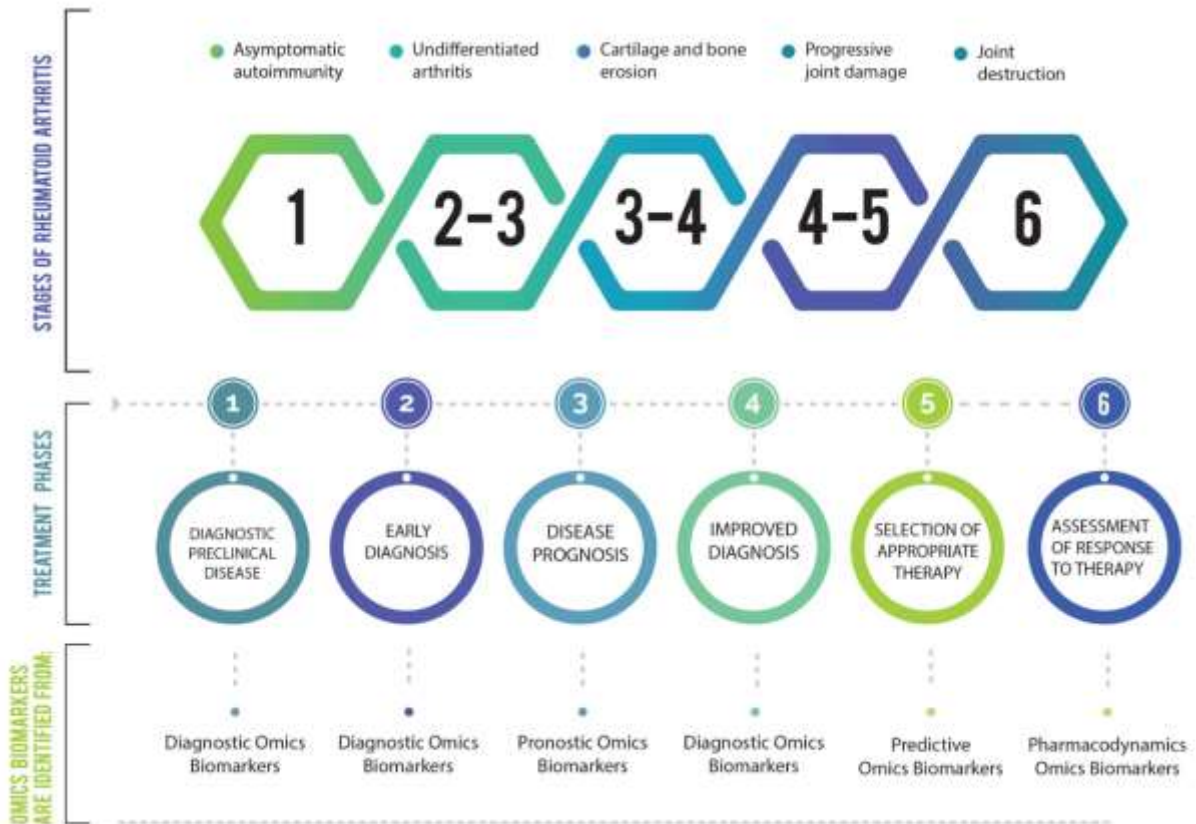 STAGES OF RHEUMATOID ARTHRITIS
Asymptomatic
autoimmunity
Undifferentiated
arthritis
Cartilage and bone
erosion
Progressive
joint damage
Joint
destruction
1
2-3
3-4
4-5
6
TREATMENT PHASES
1
2
3
4
5
6
DIAGNOSTIC
PRECLINICAL
DISEASE
EARLY
DIAGNOSIS
DISEASE
PROGNOSIS
IMPROVED
DIAGNOSIS
SELECTION OF
APPROPRIATE
THERAPY
ASSESSMENT
OF RESPONSE
TO THERAPY
OMICS BIOMARKERS
ARE IDENTIFIED FROM:
Diagnostic Omics
Biomarkers
Diagnostic Omics
Biomarkers
Pronostic Omics
Biomarkers
Diagnostic Omics
Biomarkers
Predictive
Omics Biomarkers
Pharmacodynamics
Omics Biomarkers